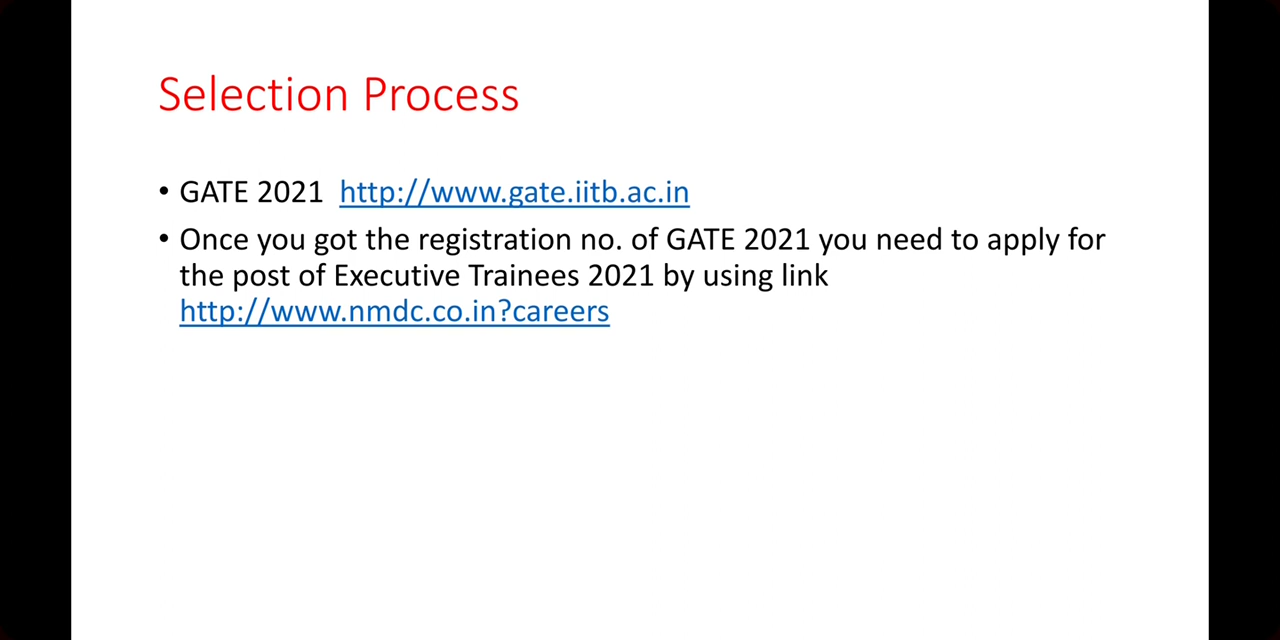 Selection Process
• GATE 2021 http://www.gate.iitb.ac.in
• Once you got the registration no. of GATE 2021 you need to apply for
the post of Executive Trainees 2021 by using link
http://www.nmdc.co.in?careers